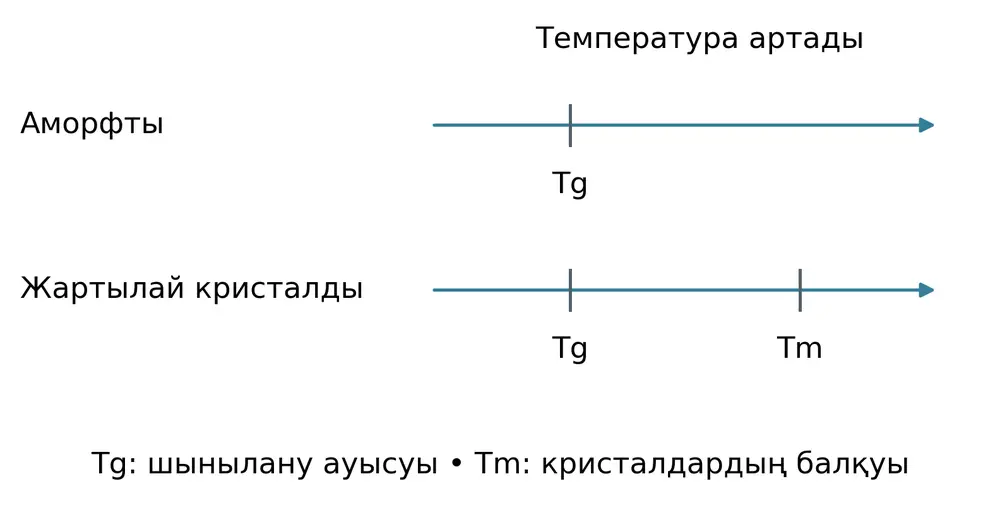 Температура артады
Аморфты
Tg
Жартылай кристалды
Tg Tm
Tg: шынылану ауысуы • Tm: кристалдардың балқуы